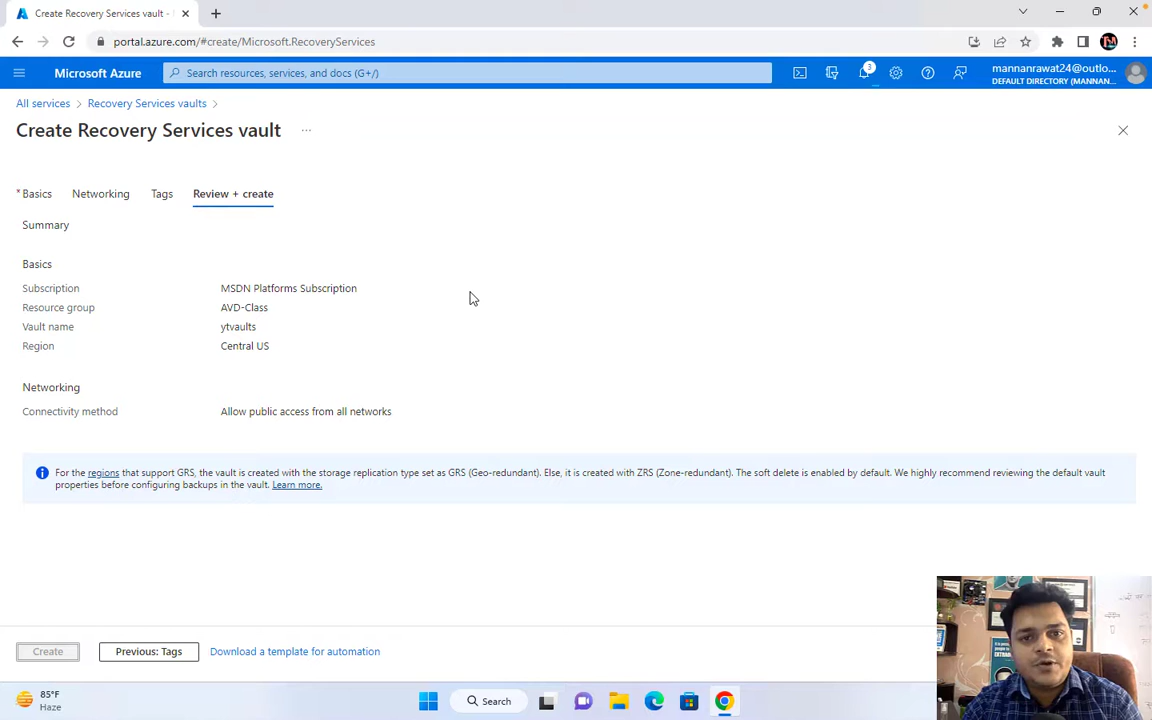 Create Recovery Services vault -
portal.azure.com/#create/Microsoft.RecoveryServices
Microsoft Azure
Search resources, services, and docs (G+/)
3
mannanrawat24@outlo...
DEFAULT DIRECTORY (MANNAN...
All services > Recovery Services vaults >
Create Recovery Services vault ...
* Basics Networking Tags Review + create
Summary
Basics
Subscription MSDN Platforms Subscription
Resource group AVD-Class
Vault name ytvaults
Region Central US
Networking
Connectivity method Allow public access from all networks
For the regions that support GRS, the vault is created with the storage replication type set as GRS (Geo-redundant). Else, it is created with ZRS (Zone-redundant). The soft delete is enabled by default. We highly recommend reviewing the default vault
properties before configuring backups in the vault. Learn more.
Create Previous: Tags Download a template for automation
85°F
Haze
Search